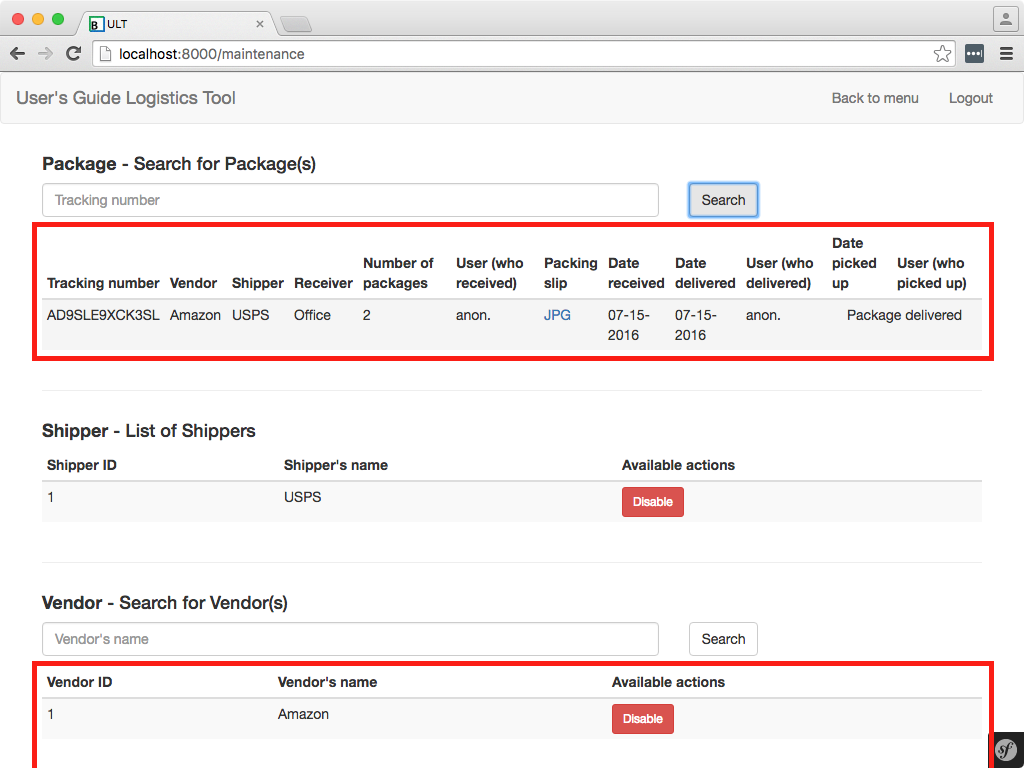 B ULT
localhost:8000/maintenance
User's Guide Logistics Tool Back to menu Logout
Package - Search for Package(s)
Tracking number Search
Tracking number Vendor Shipper Receiver Number of packages User (who received) Packing slip Date received Date delivered User (who delivered) Date picked up User (who picked up)
AD9SLE9XCK3SL Amazon USPS Office 2 anon. JPG 07-15-2016 07-15-2016 anon. Package delivered
Shipper - List of Shippers
Shipper ID Shipper's name Available actions
1 USPS Disable
Vendor - Search for Vendor(s)
Vendor's name Search
Vendor ID Vendor's name Available actions
1 Amazon Disable
sf